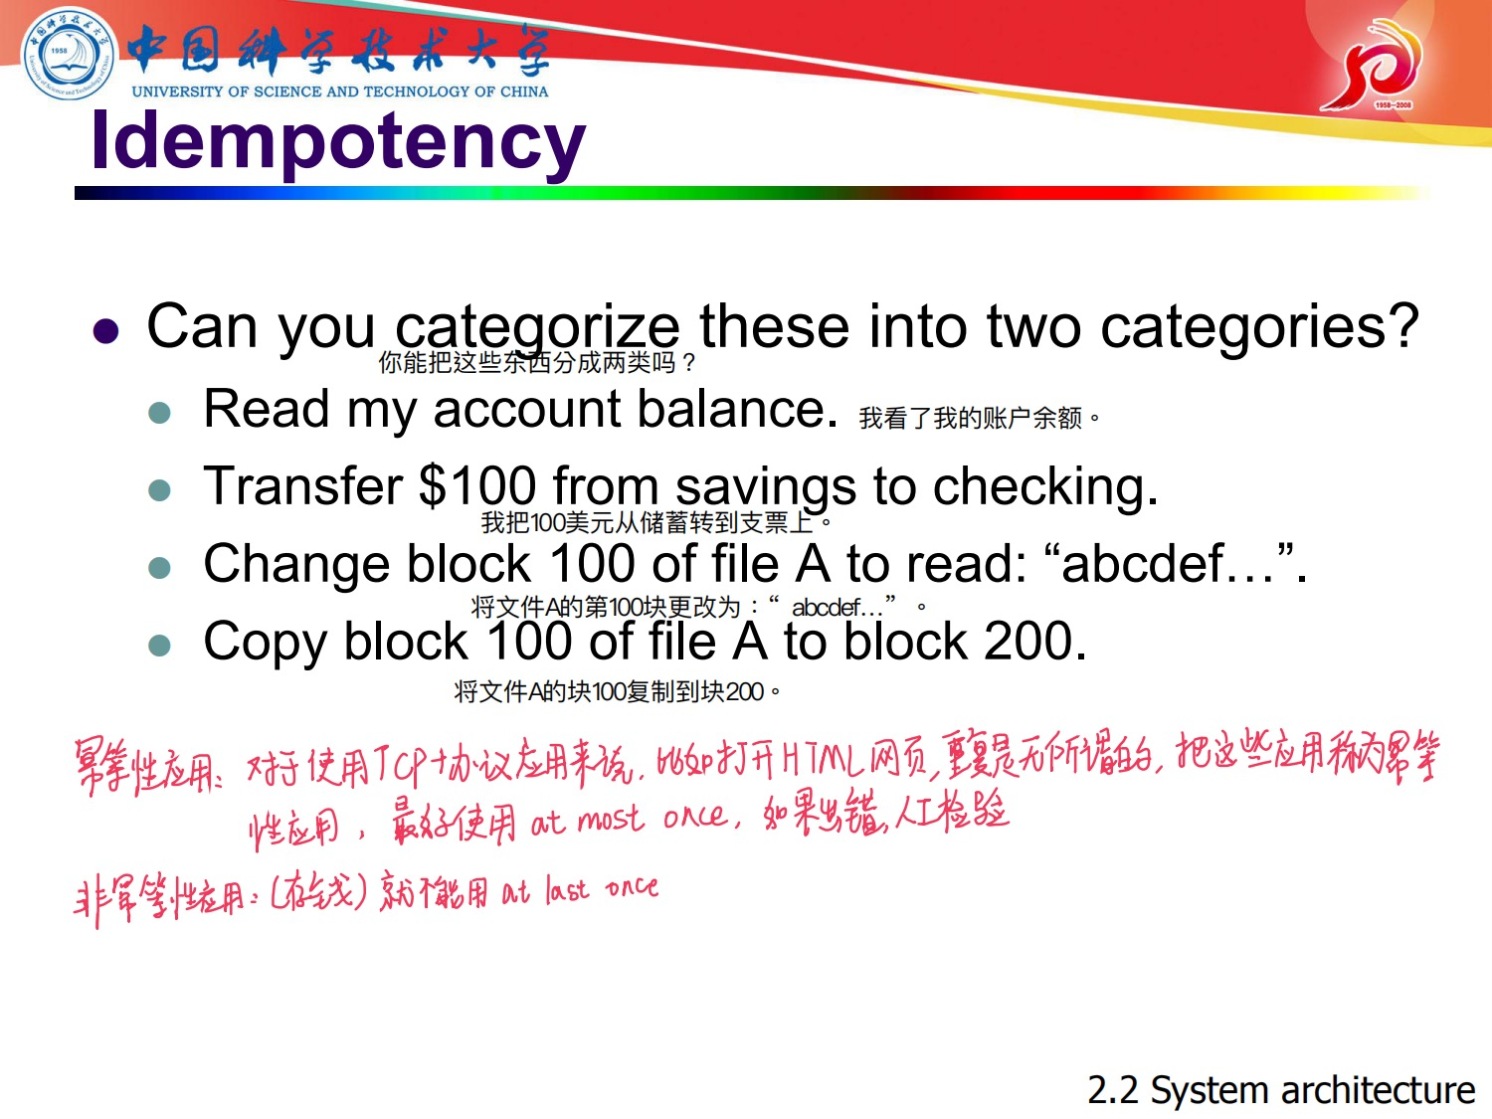 中国科学技术大学
UNIVERSITY OF SCIENCE AND TECHNOLOGY OF CHINA
1958
1958-2008
Idempotency
Can you categorize these into two categories?
你能把這些东西分成两类吗？
Read my account balance. 我看了我的账户余额。
Transfer $100 from savings to checking.
我把100美元从储蓄转到支票上。
Change block 100 of file A to read: “abcdef…”.
将文件A的第100块更改为：“abcdef…”。
Copy block 100 of file A to block 200.
将文件A的块100复制到块200。
幂等性应用：对于使用TCP协议应用来说，比如打开HTML网页，重复是无所谓的，把这些应用称为幂等
性应用，最好使用 at most once，如果出错，人工检验
非幂等性应用：(存钱) 就不能用 at last once
2.2 System architecture